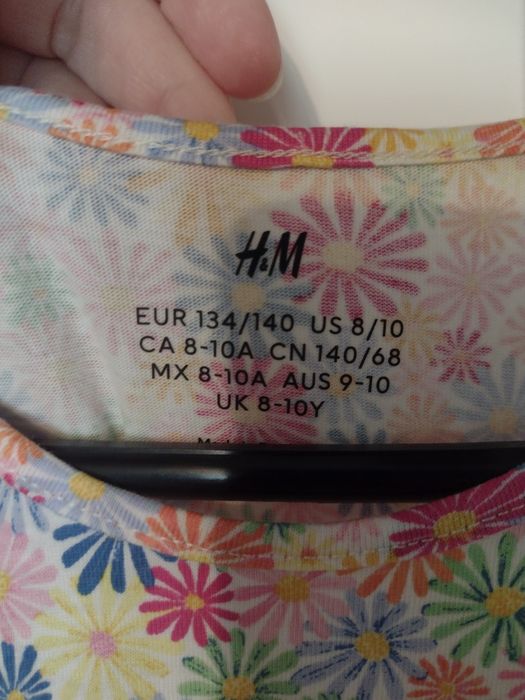 H&M
EUR 134/140 US 8/10
CA 8-10A CN 140/68
MX 8-10A AUS 9-10
UK 8-10Y